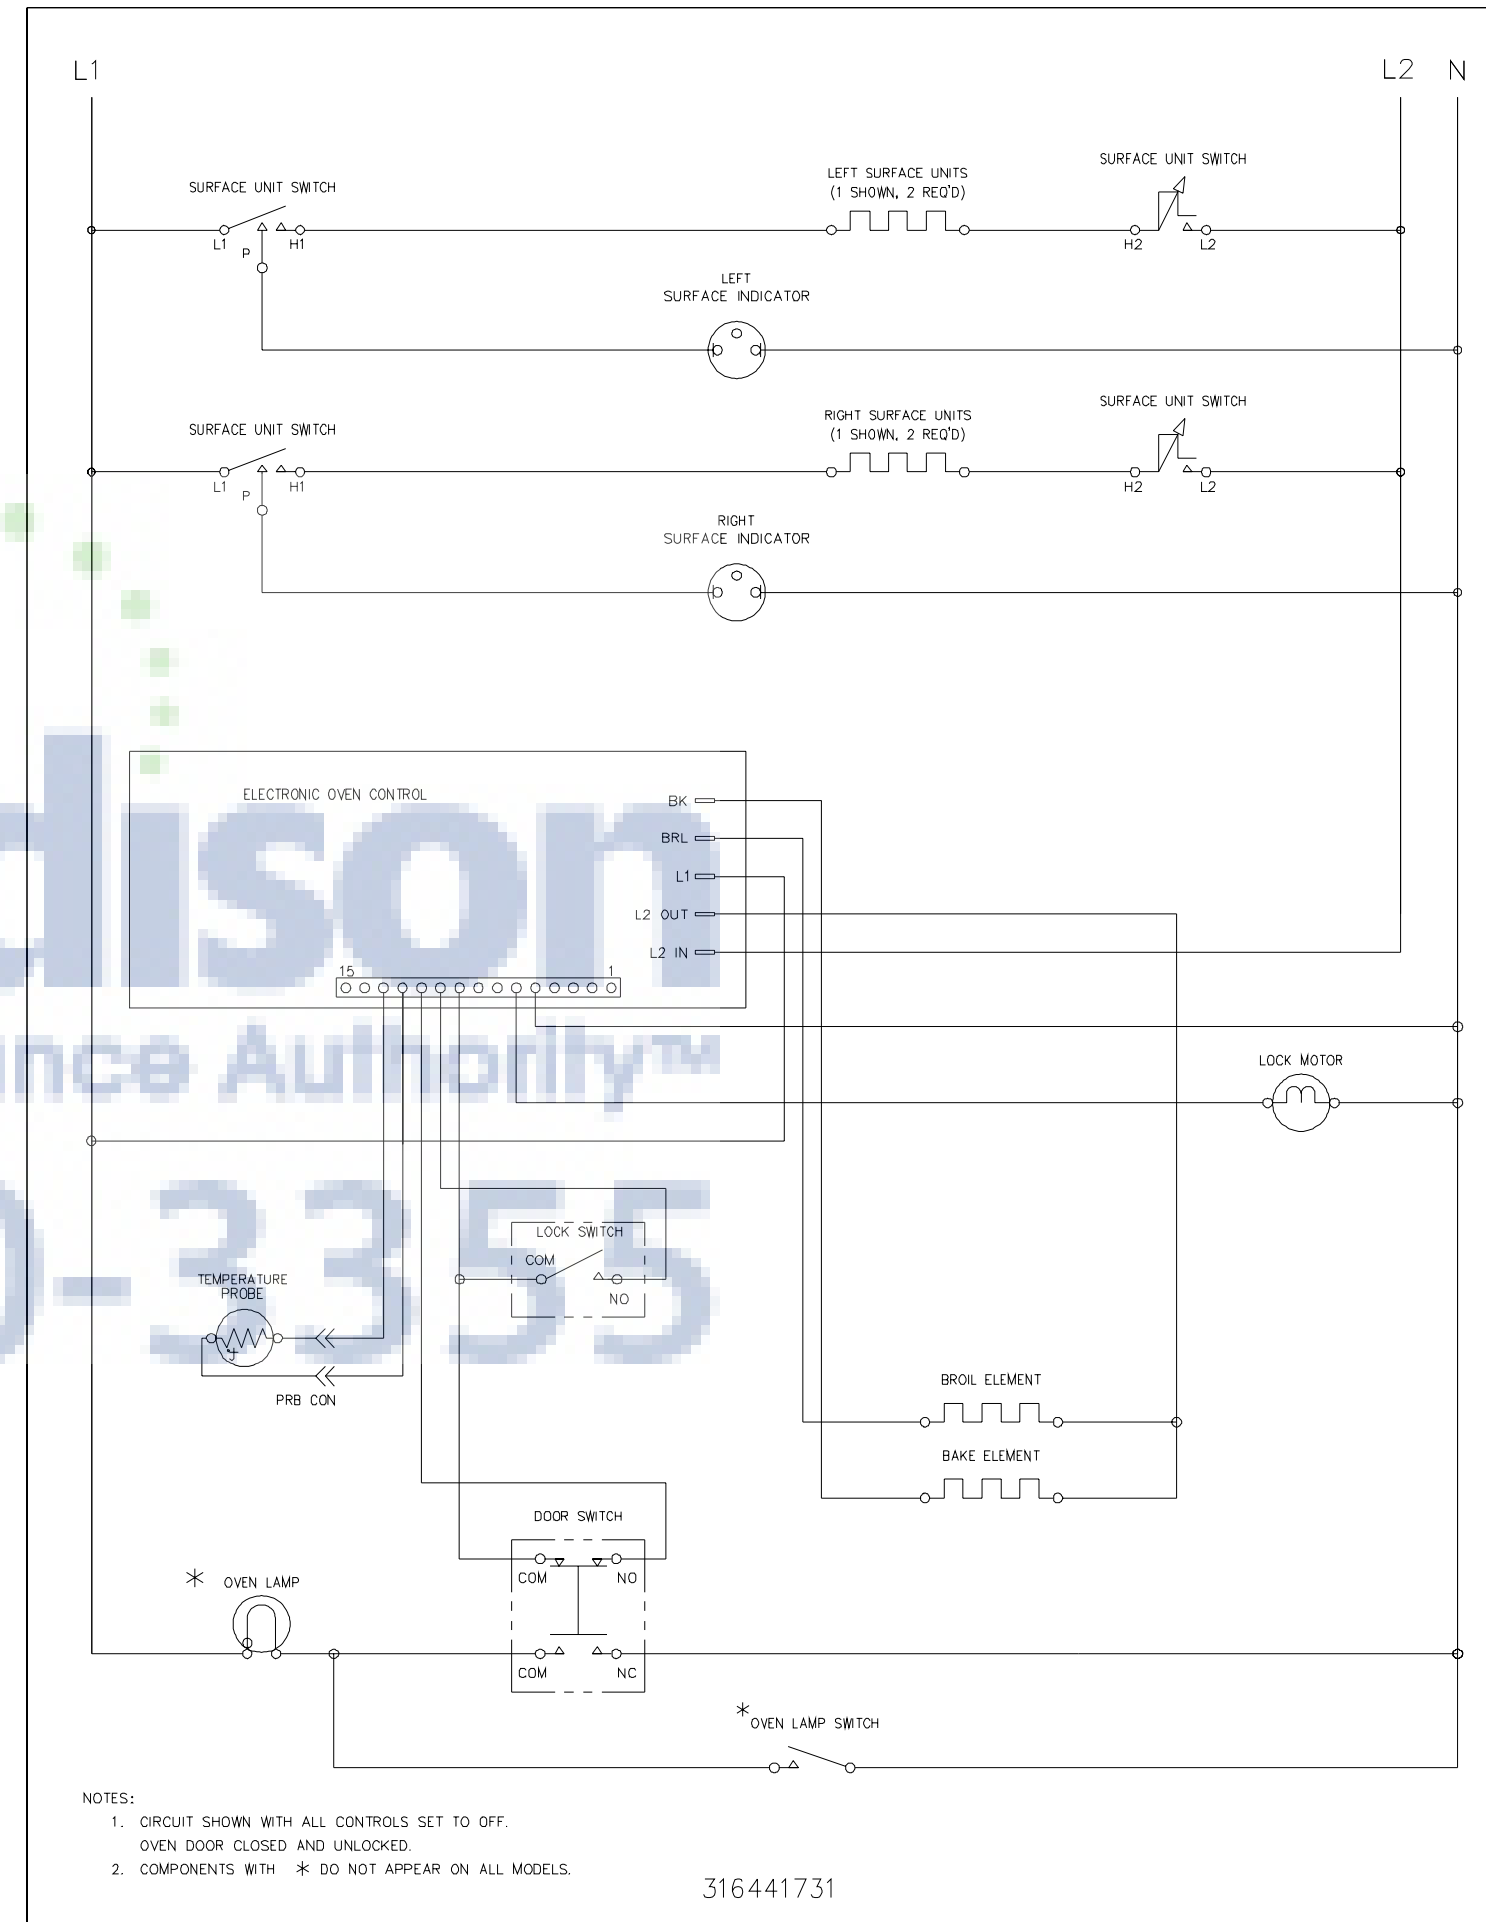 L1
L2 N
SURFACE UNIT SWITCH
LEFT SURFACE UNITS
(1 SHOWN, 2 REQ'D)
SURFACE UNIT SWITCH
L1
P
H1
H2
L2
LEFT
SURFACE INDICATOR
SURFACE UNIT SWITCH
RIGHT SURFACE UNITS
(1 SHOWN, 2 REQ'D)
SURFACE UNIT SWITCH
L1
P
H1
H2
L2
RIGHT
SURFACE INDICATOR
ELECTRONIC OVEN CONTROL
BK
BRL
L1
L2 OUT
L2 IN
15
1
dison
ance Authority™
LOCK MOTOR
0-3355
LOCK SWITCH
COM
NO
TEMPERATURE
PROBE
PRB CON
BROIL ELEMENT
BAKE ELEMENT
DOOR SWITCH
COM
NO
* OVEN LAMP
COM
NC
* OVEN LAMP SWITCH
NOTES:
1. CIRCUIT SHOWN WITH ALL CONTROLS SET TO OFF.
OVEN DOOR CLOSED AND UNLOCKED.
2. COMPONENTS WITH * DO NOT APPEAR ON ALL MODELS.
316441731